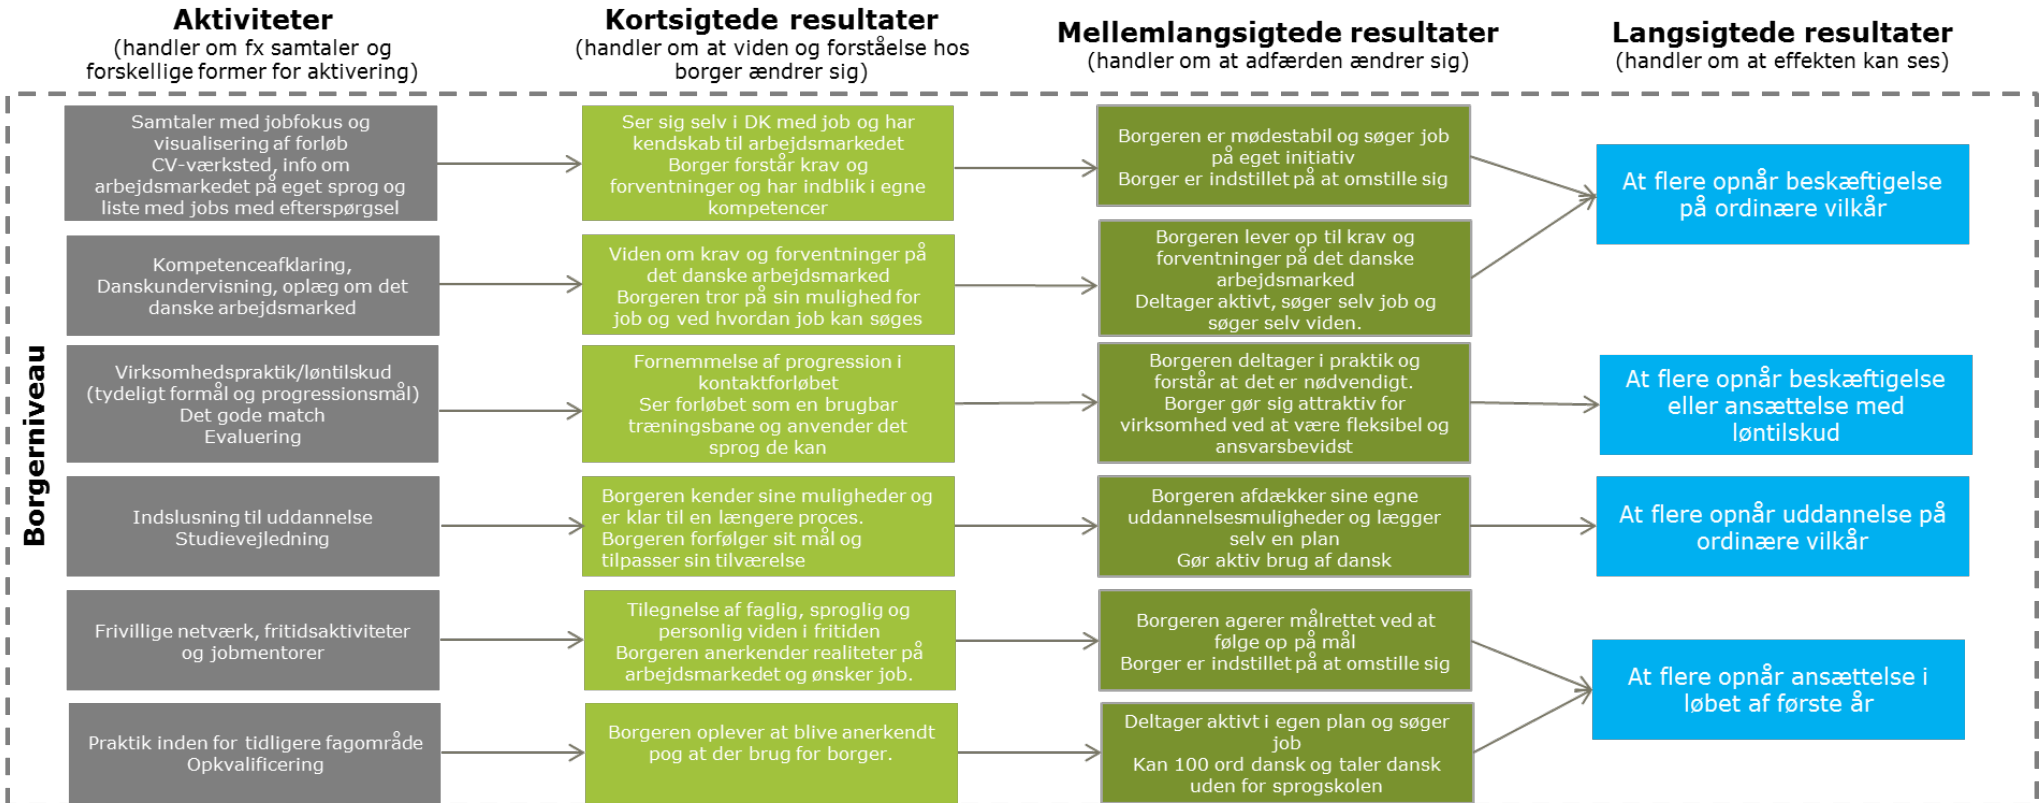 Aktiviteter
(handler om fx samtaler og
forskellige former for aktivering)
Kortsigtede resultater
(handler om at viden og forståelse hos
borger ændrer sig)
Mellemlangsigtede resultater
(handler om at adfærden ændrer sig)
Langsigtede resultater
(handler om at effekten kan ses)
Borgerniveau
Samtaler med jobfokus og
visualisering af forløb
CV-værksted, info om
arbejdsmarkedet på eget sprog og
liste med jobs med efterspørgsel
Ser sig selv i DK med job og har
kendskab til arbejdsmarkedet
Borger forstår krav og
forventninger og har indblik i egne
kompetencer
Borgeren er mødestabil og søger job
på eget initiativ
Borger er indstillet på at omstille sig
At flere opnår beskæftigelse
på ordinære vilkår
Kompetenceafklaring,
Danskundervisning, oplæg om det
danske arbejdsmarked
Viden om krav og forventninger på
det danske arbejdsmarked
Borgeren tror på sin mulighed for
job og ved hvordan job kan søges
Borgeren lever op til krav og
forventninger på det danske
arbejdsmarked
Deltager aktivt, søger selv job og
søger selv viden.
Virksomhedspraktik/løntilskud
(tydeligt formål og progressionsmål)
Det gode match
Evaluering
Fornemmelse af progression i
kontaktforløbet
Ser forløbet som en brugbar
træningsbane og anvender det
sprog de kan
Borgeren deltager i praktik og
forstår at det er nødvendigt.
Borger gør sig attraktiv for
virksomhed ved at være fleksibel og
ansvarsbevidst
At flere opnår beskæftigelse
eller ansættelse med
løntilskud
Indslusning til uddannelse
Studievejledning
Borgeren kender sine muligheder og
er klar til en længere proces.
Borgeren forfølger sit mål og
tilpasser sin tilværelse
Borgeren afdækker sine egne
uddannelsesmuligheder og lægger
selv en plan
Gør aktiv brug af dansk
At flere opnår uddannelse på
ordinære vilkår
Frivillige netværk, fritidsaktiviteter
og jobmentorer
Tilegnelse af faglig, sproglig og
personlig viden i fritiden
Borgeren anerkender realiteter på
arbejdsmarkedet og ønsker job.
Borgeren agerer målrettet ved at
følge op på mål
Borger er indstillet på at omstille sig
At flere opnår ansættelse i
løbet af første år
Praktik inden for tidligere fagområde
Opkvalificering
Borgeren oplever at blive anerkendt
pog at der brug for borger.
Deltager aktivt i egen plan og søger
job
Kan 100 ord dansk og taler dansk
uden for sprogskolen